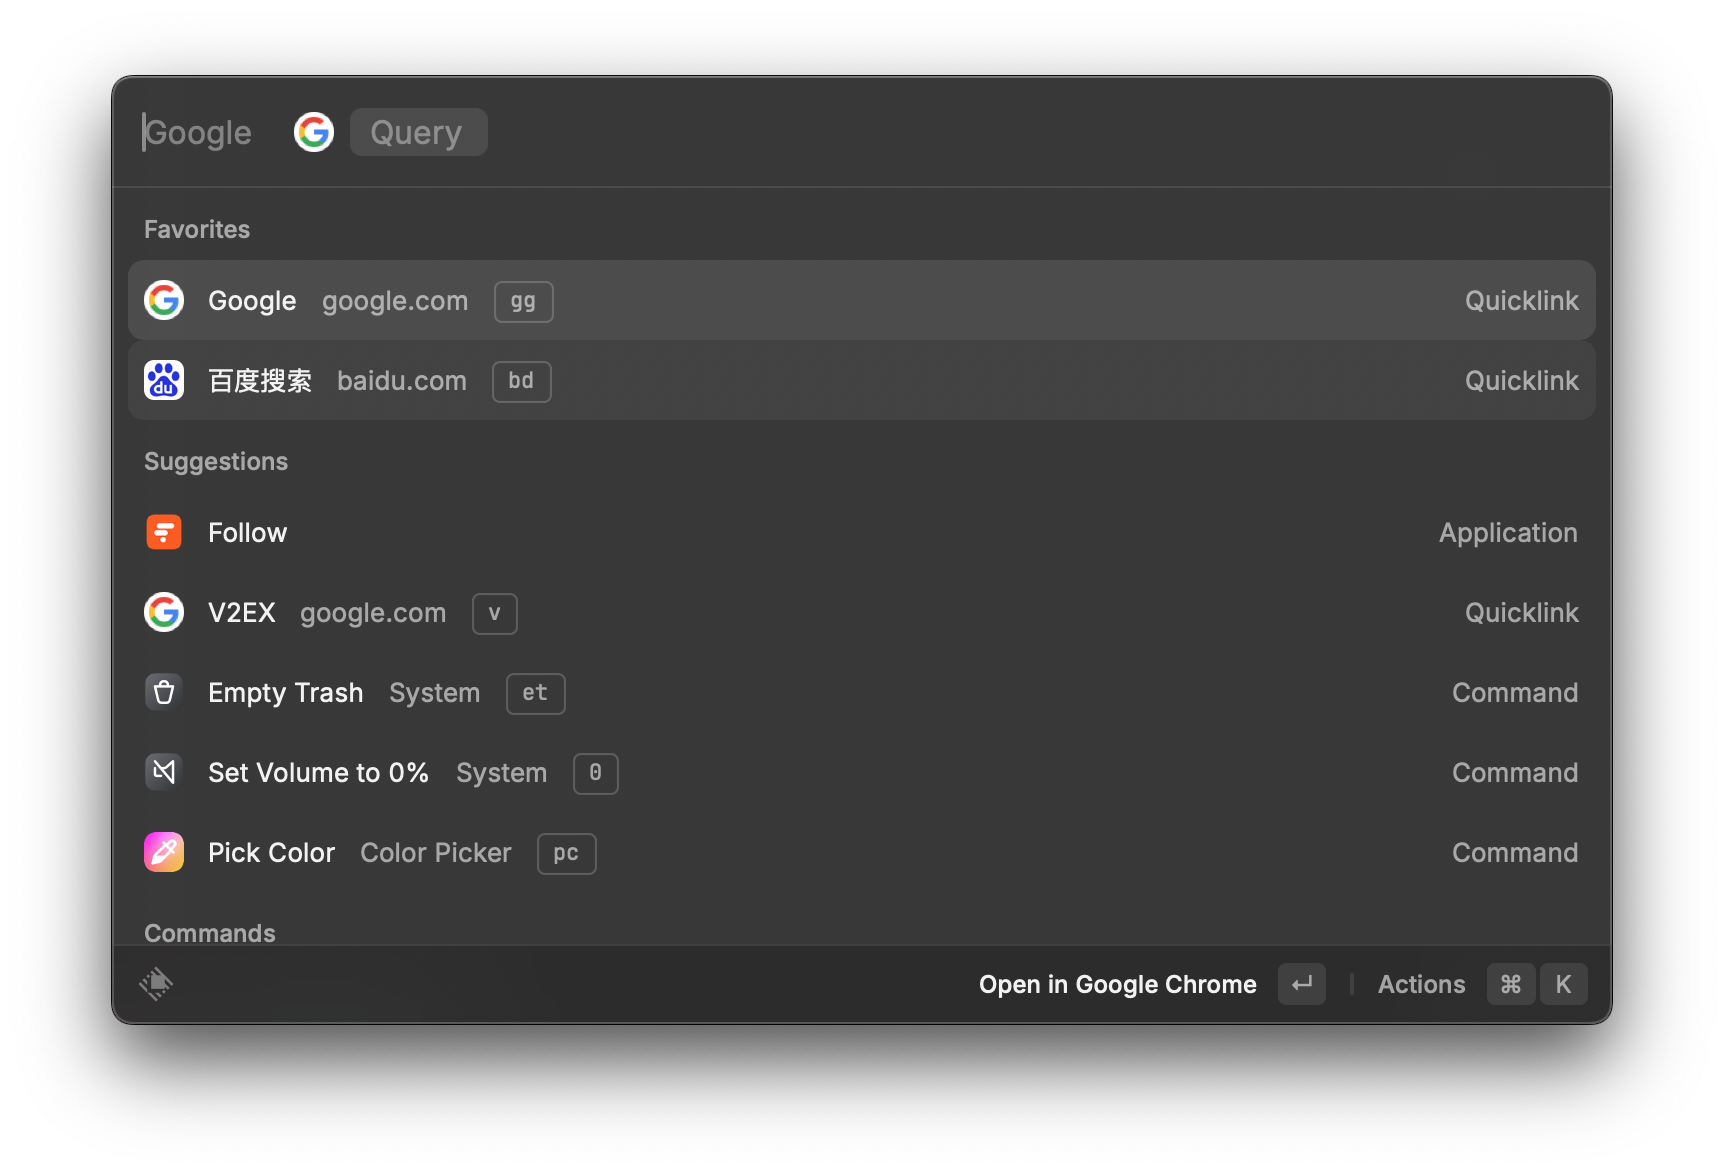 Google Query
Favorites
Google google.com gg Quicklink
百度搜索 baidu.com bd Quicklink
Suggestions
Follow Application
V2EX google.com v Quicklink
Empty Trash System et Command
Set Volume to 0% System 0 Command
Pick Color Color Picker pc Command
Commands
Open in Google Chrome ↵ Actions ⌘ K